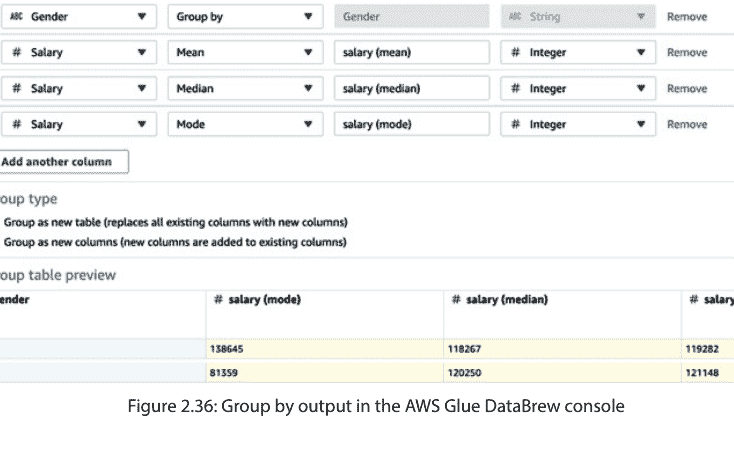 ABC Gender Group by Gender ABC String Remove
# Salary Mean salary (mean) # Integer Remove
# Salary Median salary (median) # Integer Remove
# Salary Mode salary (mode) # Integer Remove
Add another column
oup type
Group as new table (replaces all existing columns with new columns)
Group as new columns (new columns are added to existing columns)
oup table preview
ender # salary (mode) # salary (median) # salary
138645 118267 119282
81359 120250 121148
Figure 2.36: Group by output in the AWS Glue DataBrew console